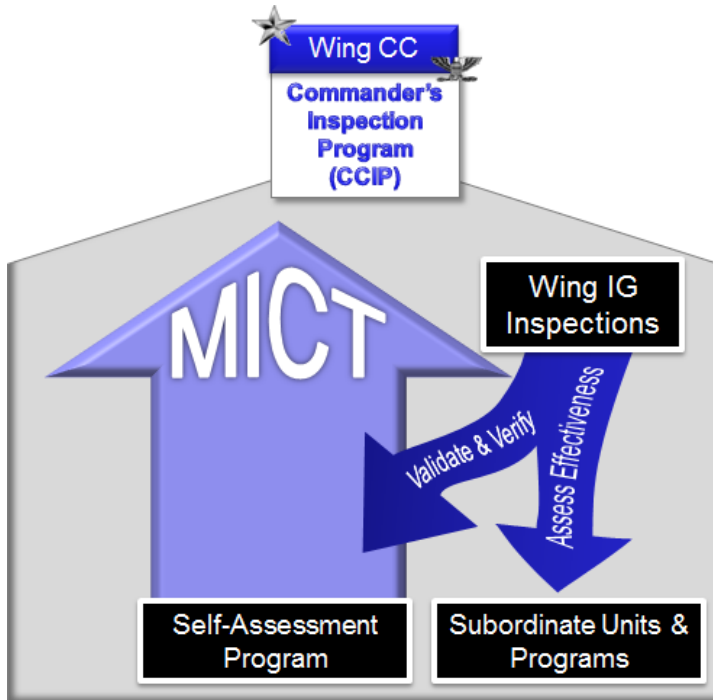 Wing CC
Commander's
Inspection
Program
(CCIP)
MICT
Wing IG
Inspections
Validate & Verify
Assess Effectiveness
Self-Assessment
Program
Subordinate Units &
Programs